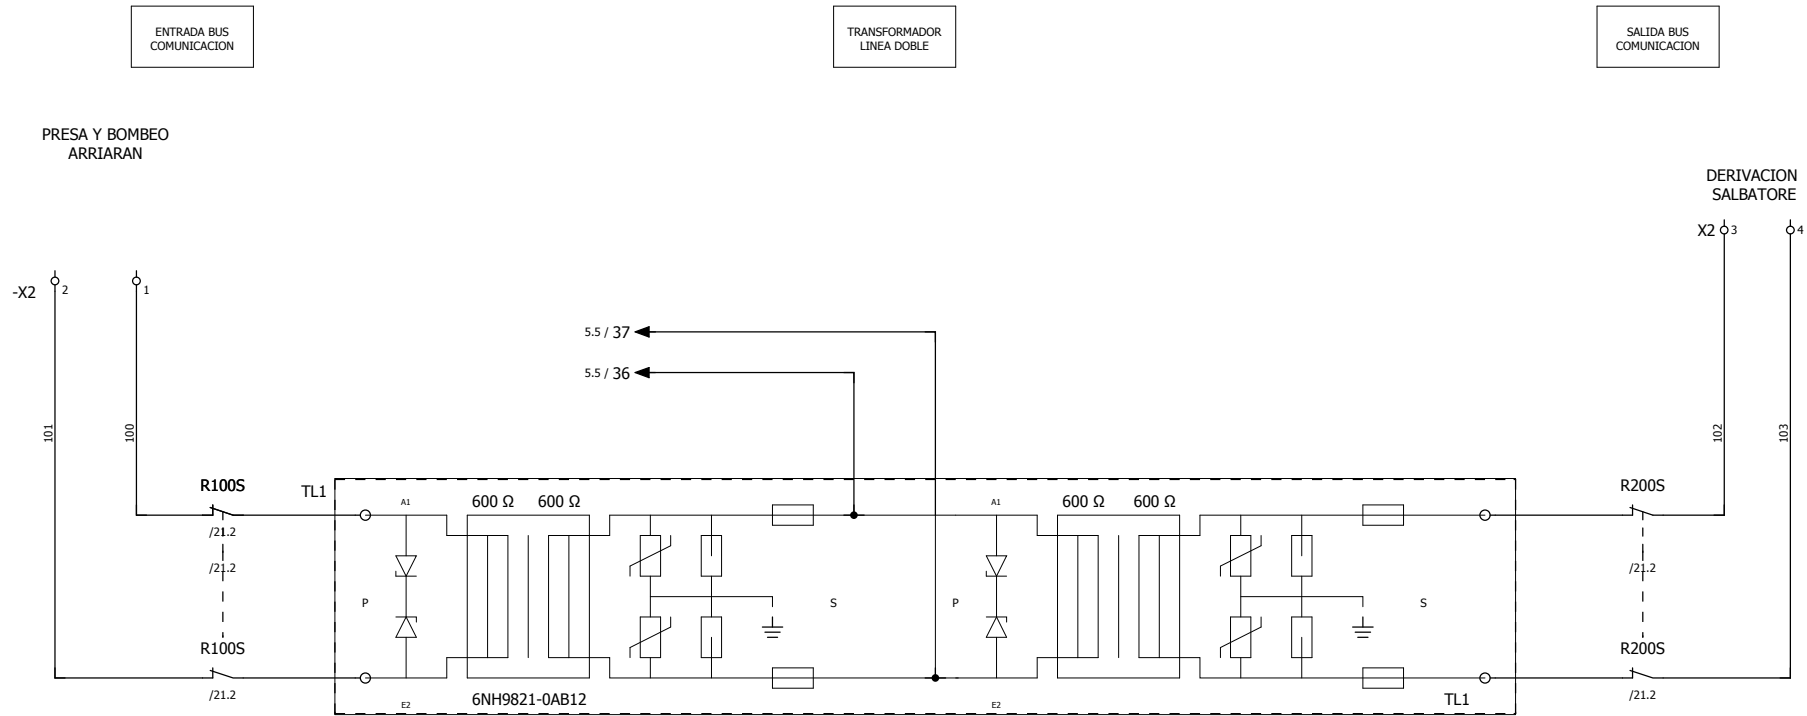 ENTRADA BUS
COMUNICACION
TRANSFORMADOR
LINEA DOBLE
SALIDA BUS
COMUNICACION
PRESA Y BOMBEO
ARRIARAN
DERIVACION
SALBATORE
X2 3 4
-X2 2 1
5.5 / 37
5.5 / 36
101
100
102
103
R100S
TL1
R200S
A1
600 Ω 600 Ω
A1
600 Ω 600 Ω
/21.2
/21.2
/21.2
P
S
P
S
R100S
R200S
/21.2
/21.2
E2
6NH9821-0AB12
E2
TL1